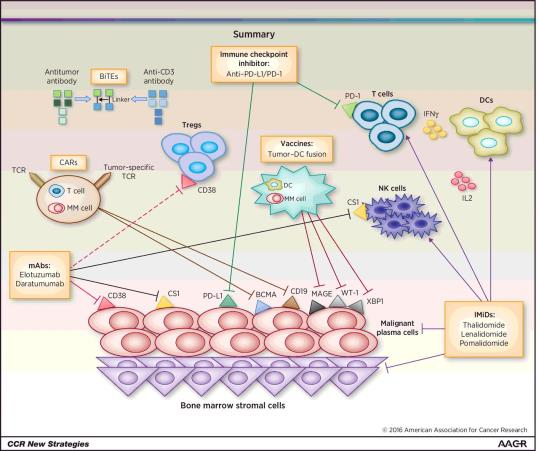 Summary
Immune checkpoint
inhibitor:
Anti-PD-L1/PD-1
Antitumor
antibody
BiTEs
Anti-CD3
antibody
Linker
PD-1
T cells
IFNγ
DCs
Tregs
CD38
CARs
TCR
Tumor-specific
TCR
T cell
MM cell
Vaccines:
Tumor–DC fusion
DC
MM cell
NK cells
CS1
IL2
mAbs:
Elotuzumab
Daratumumab
CD38
CS1
PD-L1
BCMA
CD19
MAGE
WT-1
XBP1
Malignant
plasma cells
IMiDs:
Thalidomide
Lenalidomide
Pomalidomide
Bone marrow stromal cells
© 2016 American Association for Cancer Research
CCR New Strategies
AACR